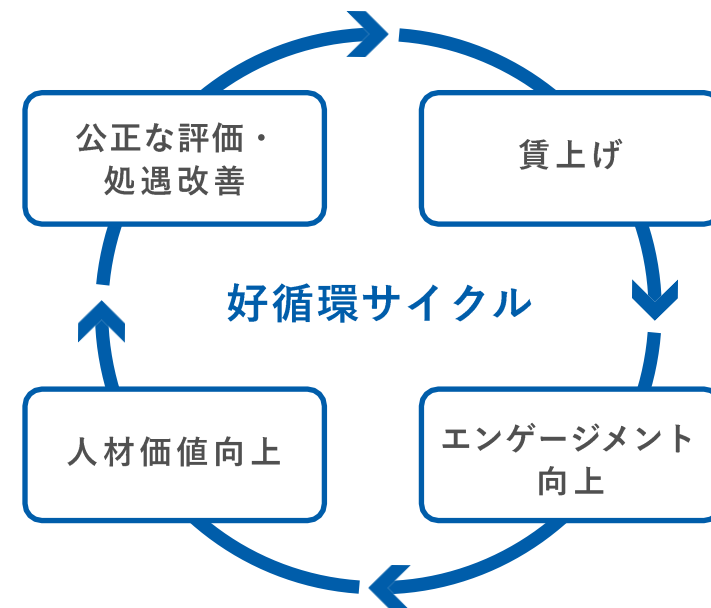 公正な評価・
処遇改善
賃上げ
好循環サイクル
人材価値向上
エンゲージメント
向上